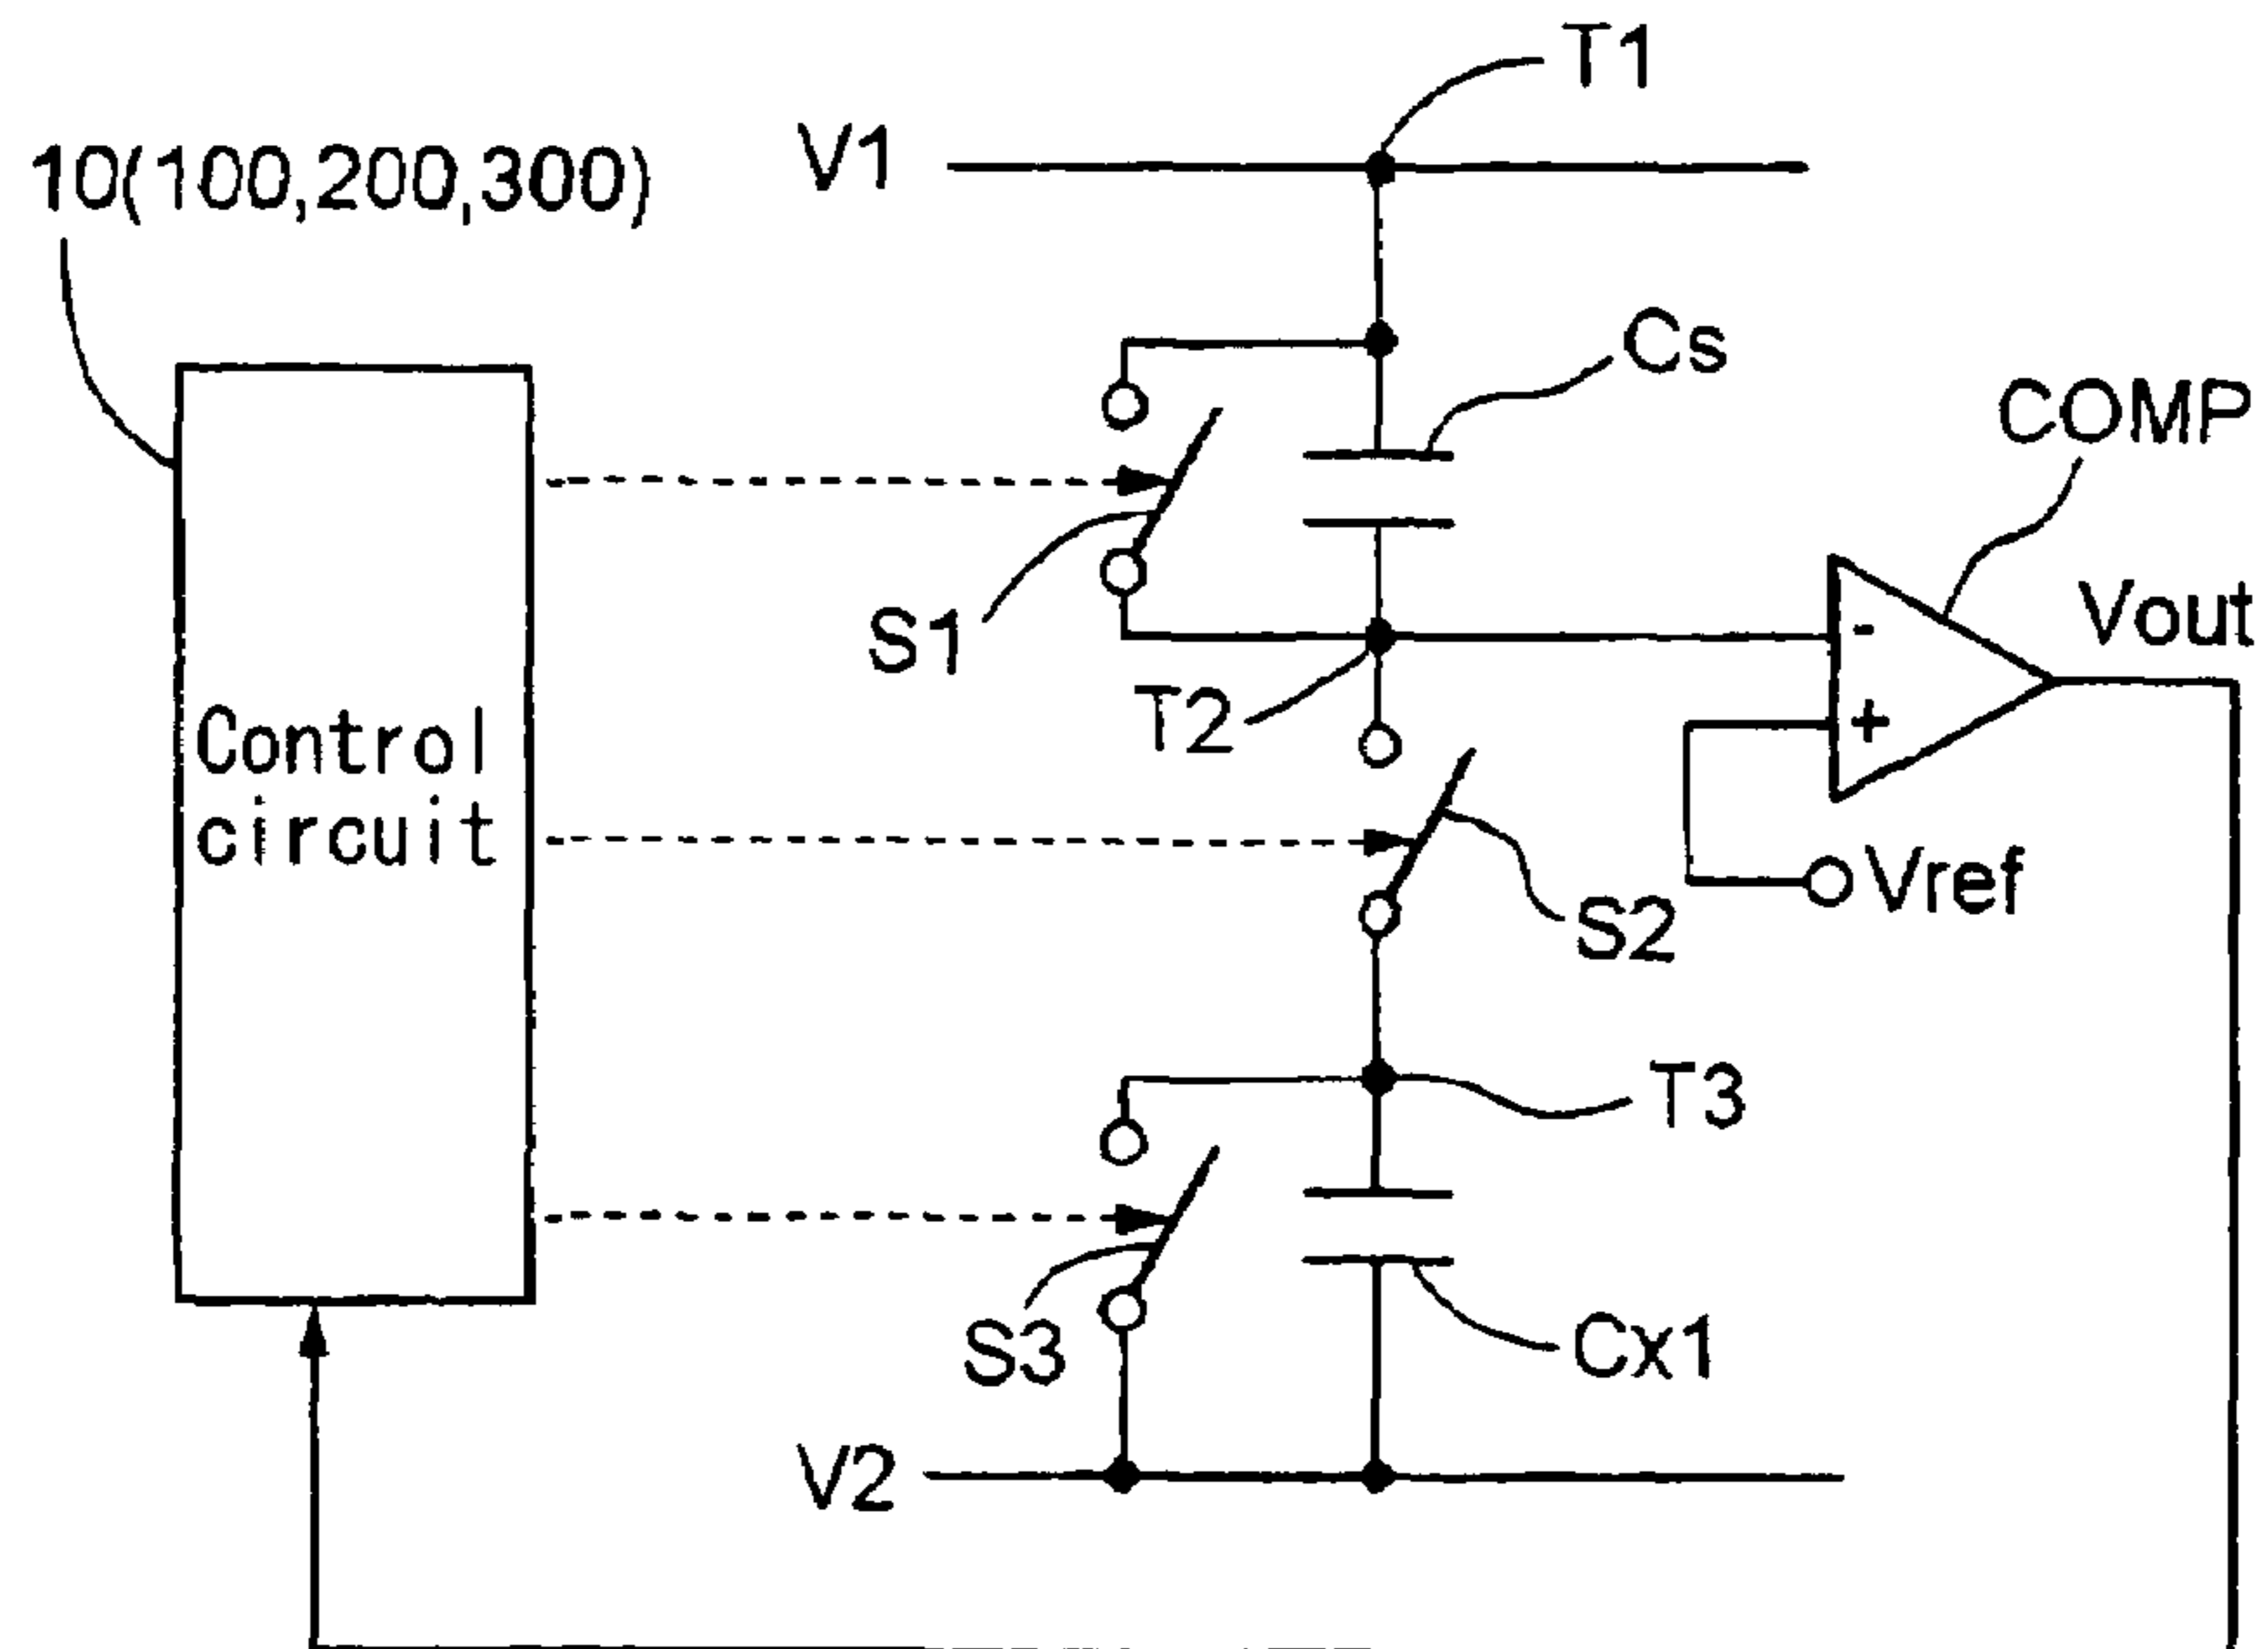 T1
V1
10(100,200,300)
Cs
COMP
S1
Vout
T2
-
+
Control
circuit
Vref
S2
T3
S3
Cx1
V2